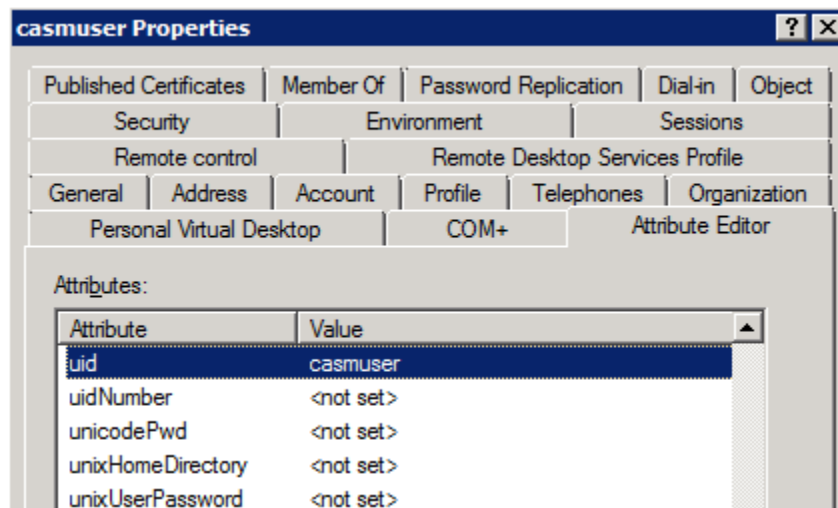 casmuser Properties ? X
Published Certificates Member Of Password Replication Dial-in Object
Security Environment Sessions
Remote control Remote Desktop Services Profile
General Address Account Profile Telephones Organization
Personal Virtual Desktop COM+ Attribute Editor
Attributes:
Attribute Value
uid casmuser
uidNumber <not set>
unicodePwd <not set>
unixHomeDirectory <not set>
unixUserPassword <not set>